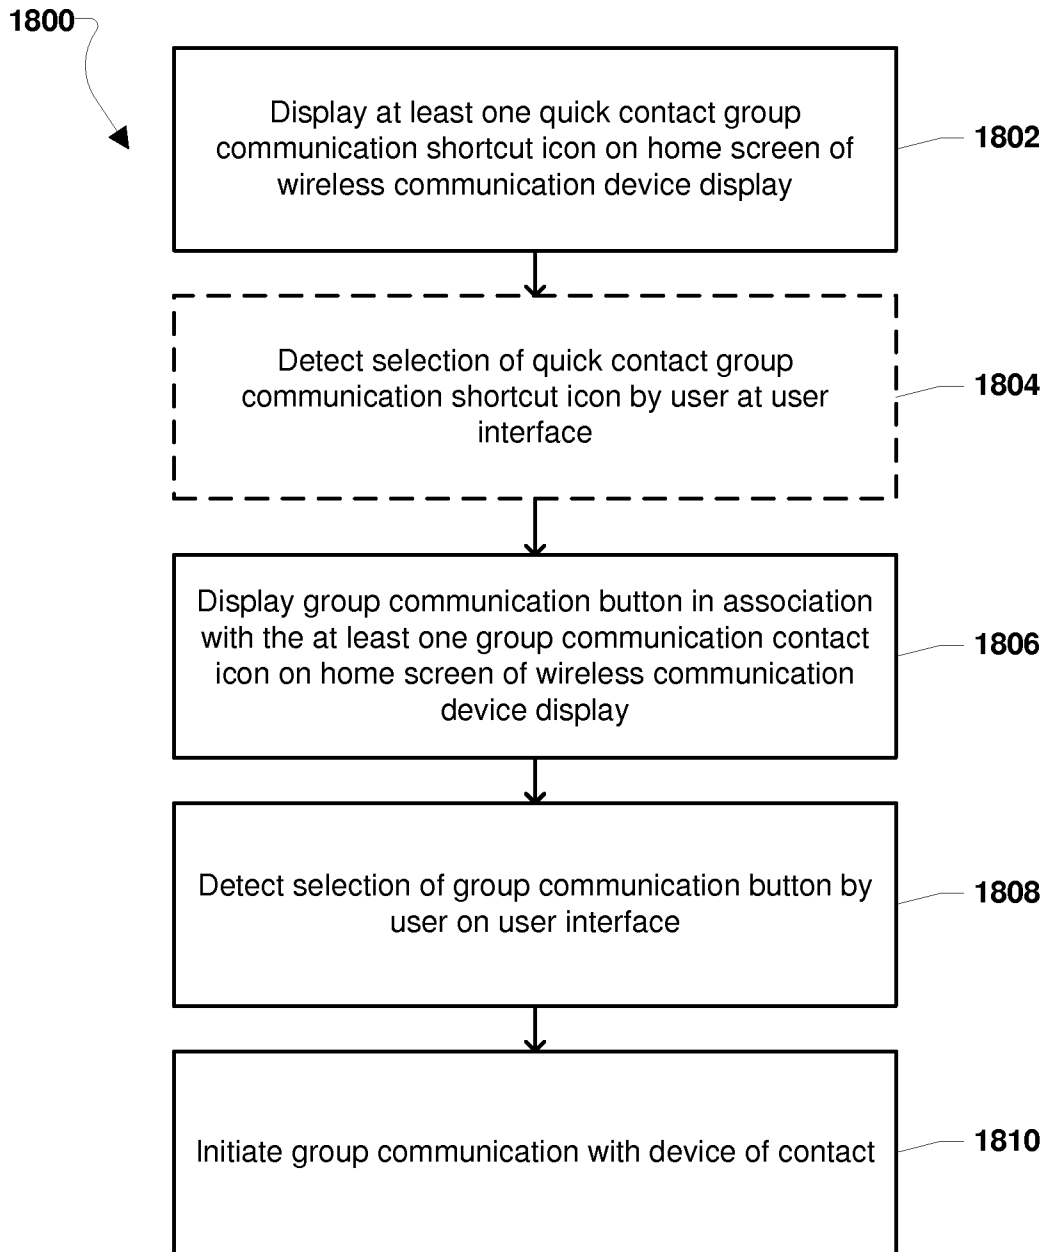 1800
Display at least one quick contact group
communication shortcut icon on home screen of
wireless communication device display
1802
Detect selection of quick contact group
communication shortcut icon by user at user
interface
1804
Display group communication button in association
with the at least one group communication contact
icon on home screen of wireless communication
device display
1806
Detect selection of group communication button by
user on user interface
1808
Initiate group communication with device of contact
1810